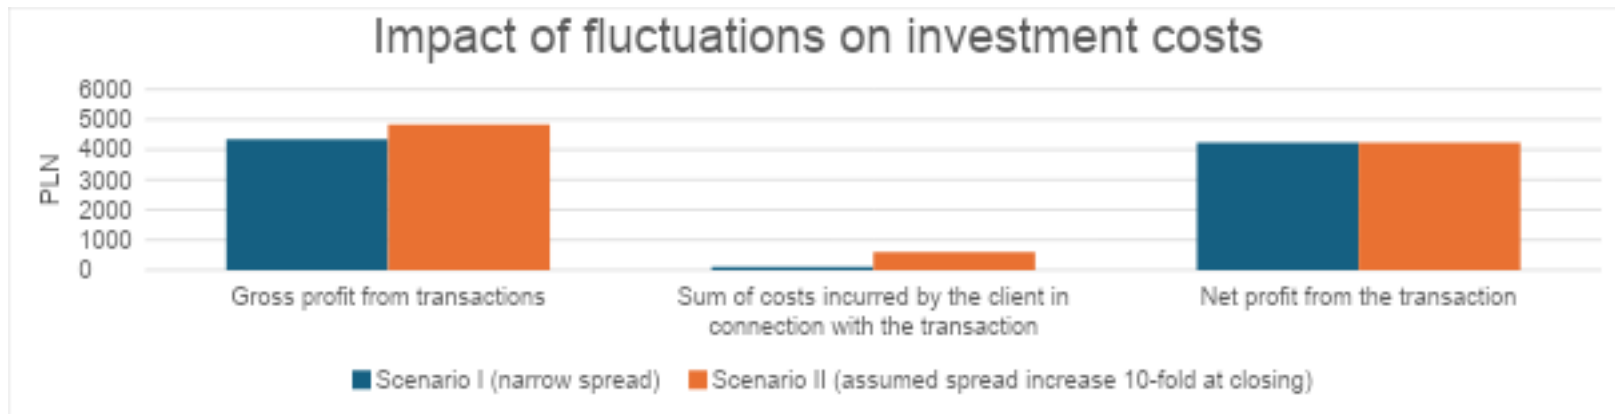 Impact of fluctuations on investment costs
PLN
6000
5000
4000
3000
2000
1000
0
Gross profit from transactions
Sum of costs incurred by the client in
connection with the transaction
Net profit from the transaction
Scenario I (narrow spread)
Scenario II (assumed spread increase 10-fold at closing)